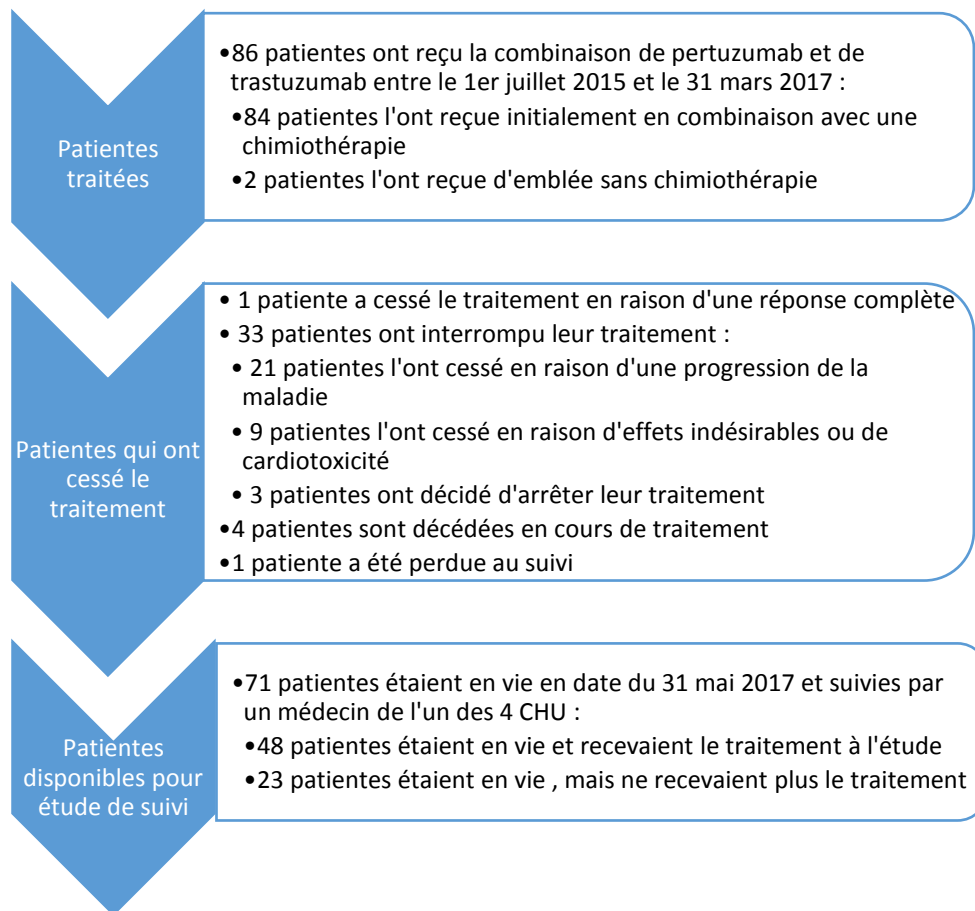 Patientes
traitées
•86 patientes ont reçu la combinaison de pertuzumab et de
trastuzumab entre le 1er juillet 2015 et le 31 mars 2017 :
•84 patientes l'ont reçue initialement en combinaison avec une
chimiothérapie
•2 patientes l'ont reçue d'emblée sans chimiothérapie
Patientes qui ont
cessé le
traitement
• 1 patiente a cessé le traitement en raison d'une réponse complète
• 33 patientes ont interrompu leur traitement :
• 21 patientes l'ont cessé en raison d'une progression de la
maladie
• 9 patientes l'ont cessé en raison d'effets indésirables ou de
cardiotoxicité
• 3 patientes ont décidé d'arrêter leur traitement
•4 patientes sont décédées en cours de traitement
•1 patiente a été perdue au suivi
Patientes
disponibles pour
étude de suivi
•71 patientes étaient en vie en date du 31 mai 2017 et suivies par
un médecin de l'un des 4 CHU :
•48 patientes étaient en vie et recevaient le traitement à l'étude
•23 patientes étaient en vie , mais ne recevaient plus le traitement